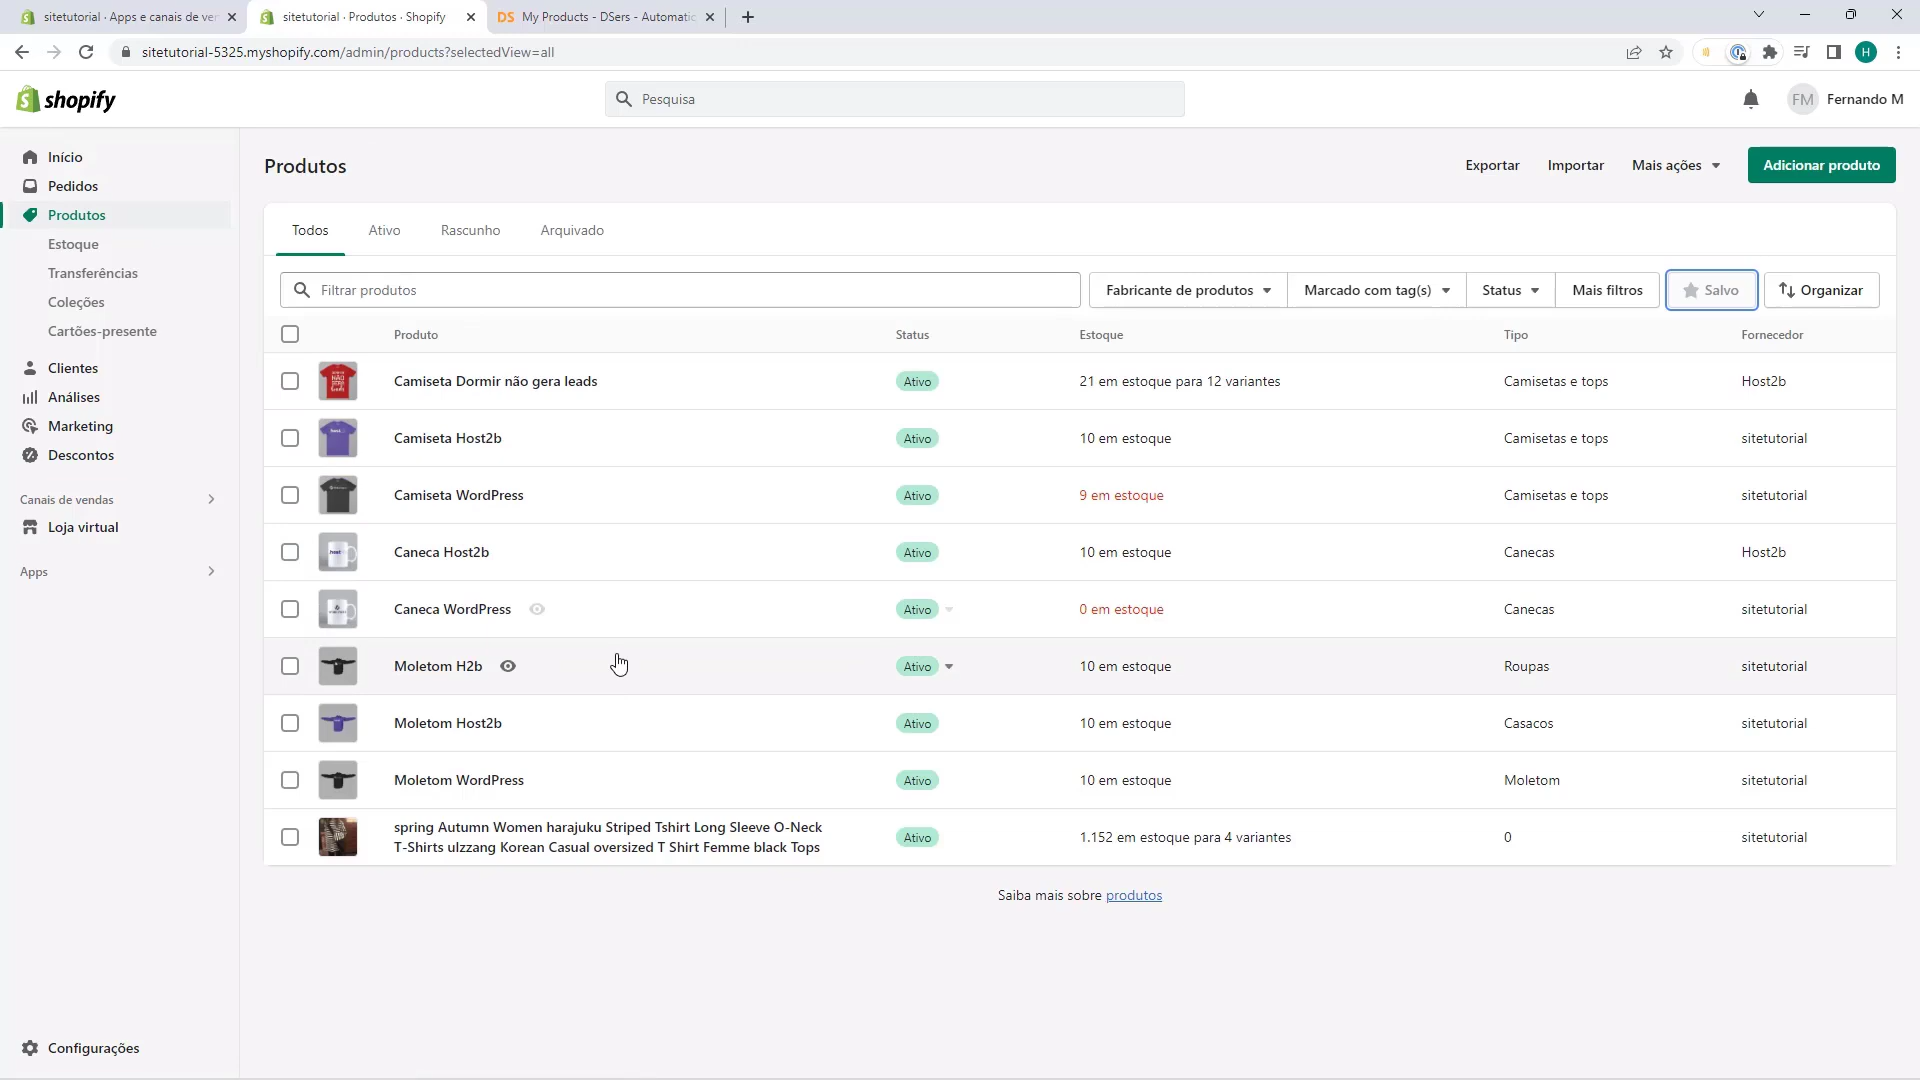 sitetutorial · Apps e canais de ver
sitetutorial · Produtos · Shopify
DS My Products - DSers - Automatic
sitetutorial-5325.myshopify.com/admin/products?selectedView=all
H
shopify
Pesquisa
FM Fernando M
Início
Pedidos
Produtos
Estoque
Transferências
Coleções
Cartões-presente
Clientes
Análises
Marketing
Descontos
Canais de vendas
Loja virtual
Apps
Configurações
Produtos
Exportar Importar Mais ações Adicionar produto
Todos Ativo Rascunho Arquivado
Filtrar produtos Fabricante de produtos Marcado com tag(s) Status Mais filtros Salvo Organizar
Produto Status Estoque Tipo Fornecedor
Camiseta Dormir não gera leads Ativo 21 em estoque para 12 variantes Camisetas e tops Host2b
Camiseta Host2b Ativo 10 em estoque Camisetas e tops sitetutorial
Camiseta WordPress Ativo 9 em estoque Camisetas e tops sitetutorial
Caneca Host2b Ativo 10 em estoque Canecas Host2b
Caneca WordPress Ativo 0 em estoque Canecas sitetutorial
Moletom H2b Ativo 10 em estoque Roupas sitetutorial
Moletom Host2b Ativo 10 em estoque Casacos sitetutorial
Moletom WordPress Ativo 10 em estoque Moletom sitetutorial
spring Autumn Women harajuku Striped Tshirt Long Sleeve O-Neck
T-Shirts ulzzang Korean Casual oversized T Shirt Femme black Tops
Ativo 1.152 em estoque para 4 variantes 0 sitetutorial
Saiba mais sobre produtos